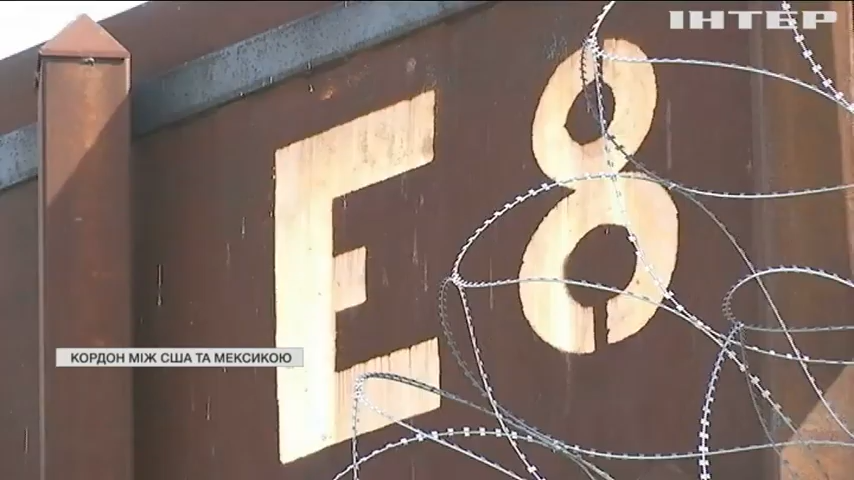 ІНТЕР
E8
КОРДОН МІЖ США ТА МЕКСИКОЮ